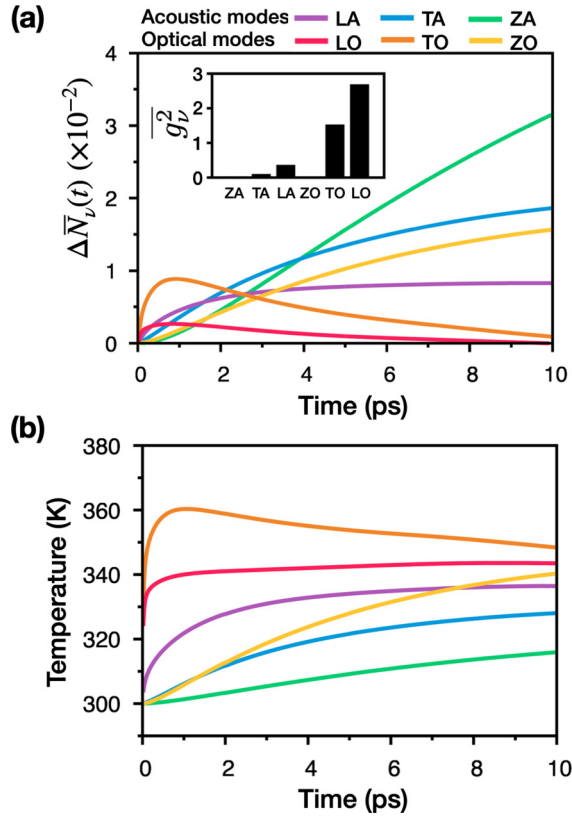 (a)
Acoustic modes LA TA ZA
Optical modes LO TO ZO
ΔN̅ᵥ(t) (×10⁻²)
4
3
2
1
0
g²ᵥ
3
2
1
0
ZA TA LA ZO TO LO
0 2 4 6 8 10
Time (ps)
(b)
Temperature (K)
380
360
340
320
300
0 2 4 6 8 10
Time (ps)